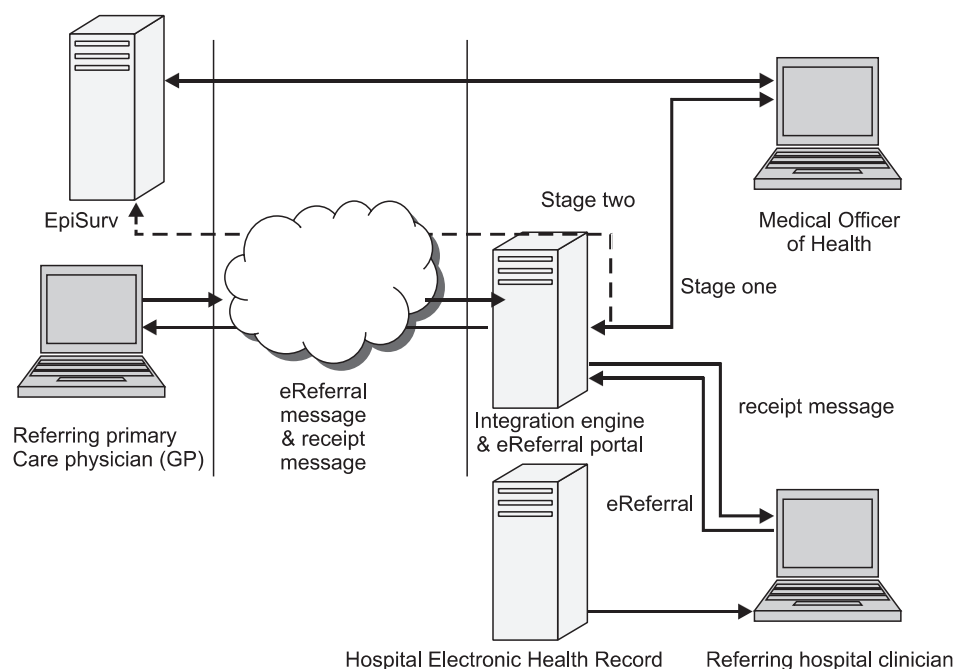 EpiSurv
Stage two
Medical Officer
of Health
Stage one
eReferral
message
& receipt
message
Integration engine
& eReferral portal
receipt message
Referring primary
Care physician (GP)
eReferral
Hospital Electronic Health Record
Referring hospital clinician